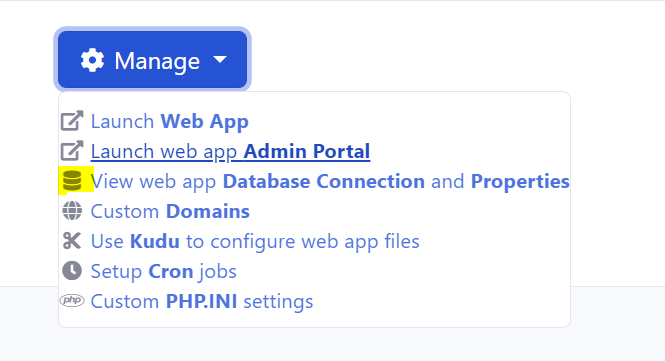 Manage
Launch Web App
Launch web app Admin Portal
View web app Database Connection and Properties
Custom Domains
Use Kudu to configure web app files
Setup Cron jobs
php Custom PHP.INI settings